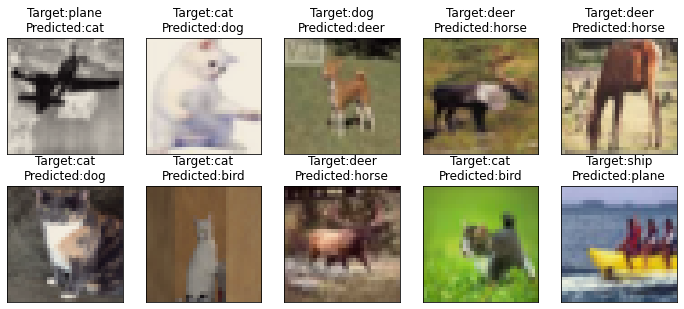 Target:plane
Predicted:cat
Target:cat
Predicted:dog
Target:dog
Predicted:deer
Target:deer
Predicted:horse
Target:deer
Predicted:horse
Target:cat
Predicted:dog
Target:cat
Predicted:bird
Target:deer
Predicted:horse
Target:cat
Predicted:bird
Target:ship
Predicted:plane